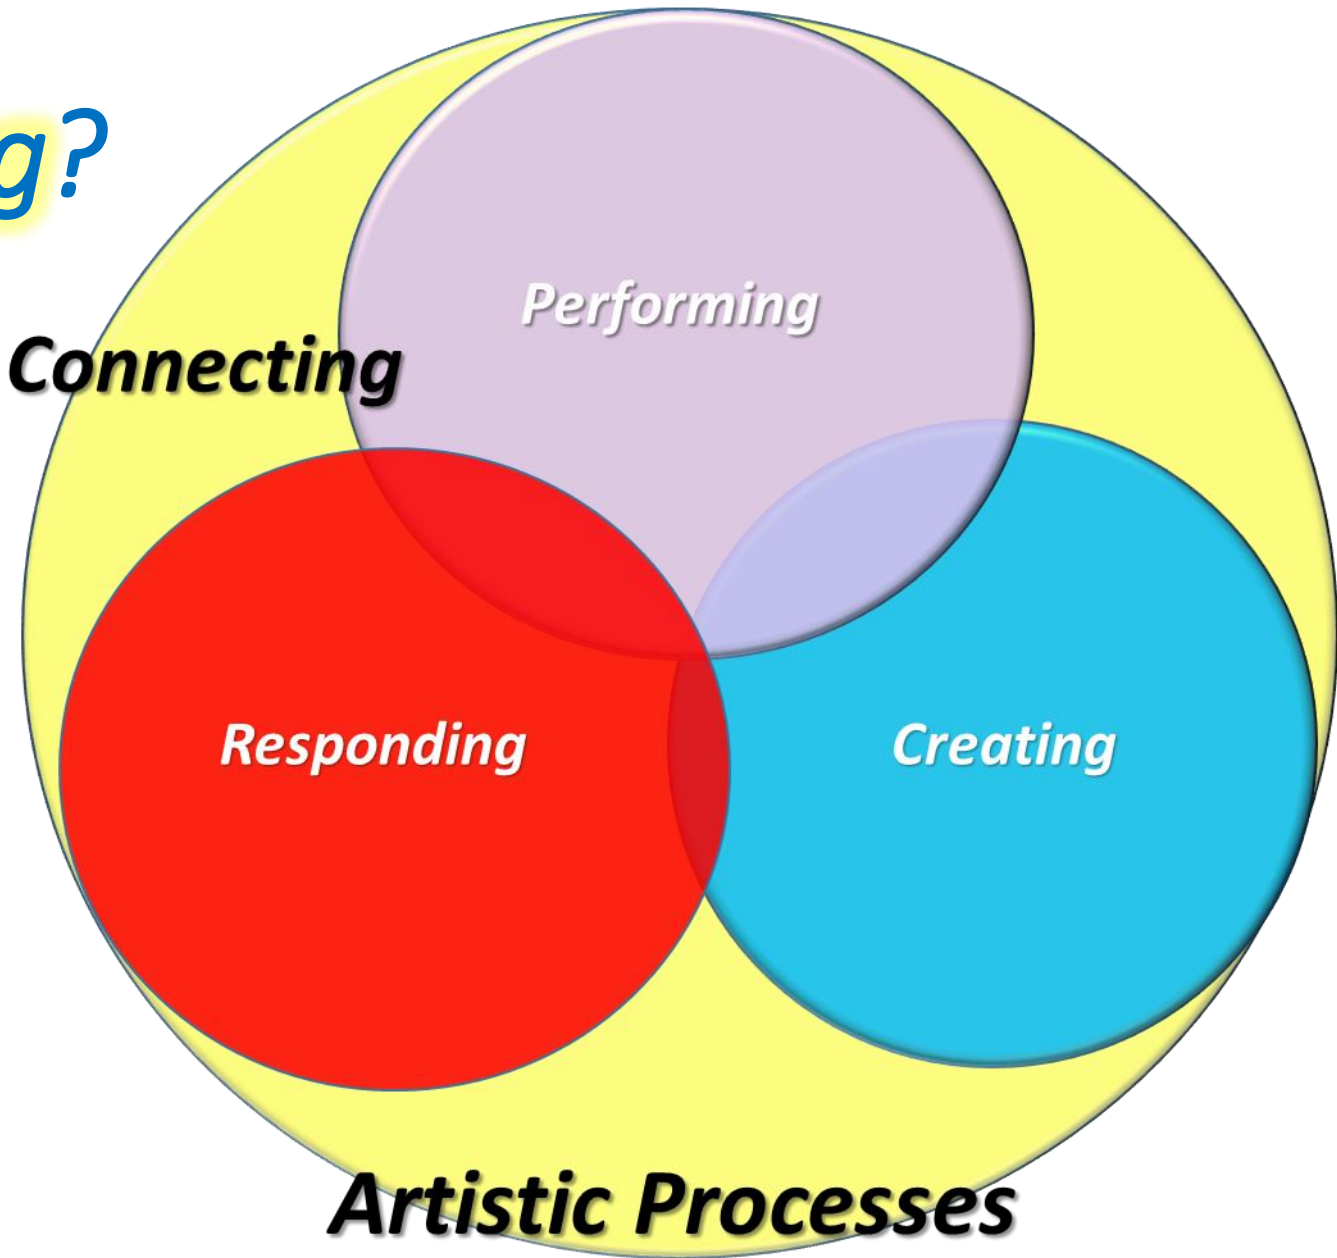 g?
Performing
Connecting
Responding
Creating
Artistic Processes